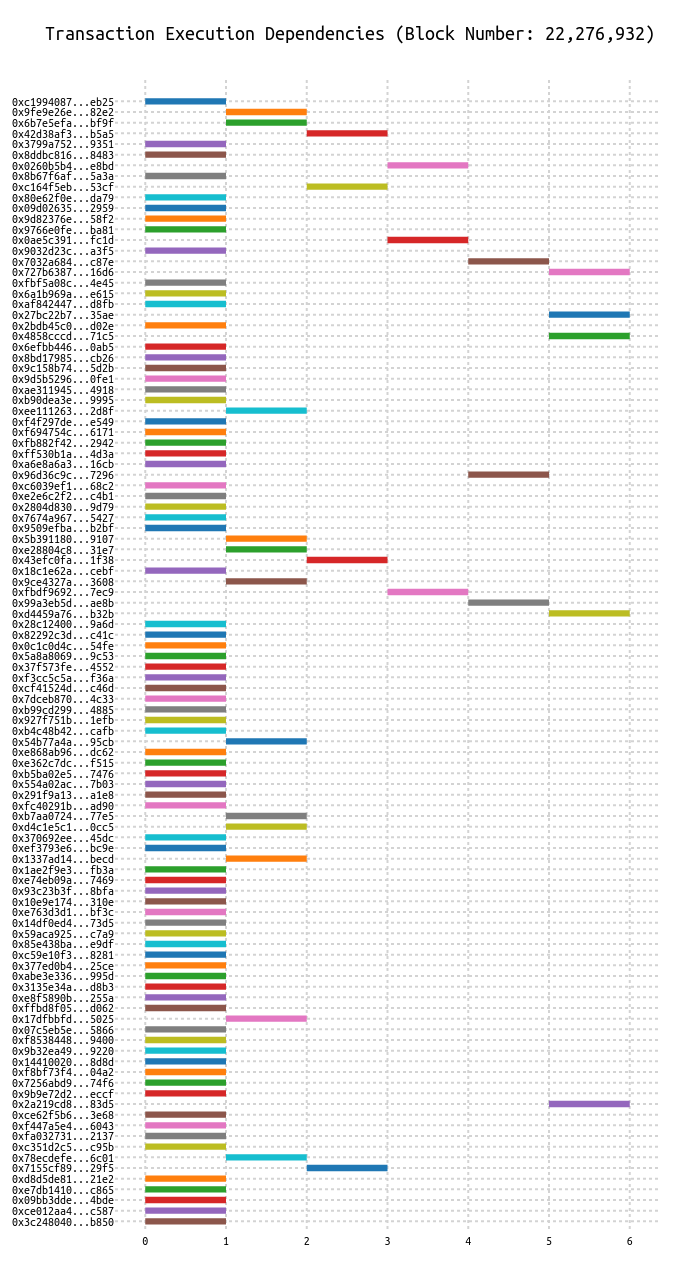 Transaction Execution Dependencies (Block Number: 22,276,932)
0xc1994087...eb25
0x9fe9e26e...82e2
0x6b7e5efa...bf9f
0x42d38af3...b5a5
0x3799a752...9351
0x8ddbc816...8483
0x0260b5b4...e8bd
0x8b67f6af...5a3a
0xc164f5eb...53cf
0x80e62f0e...da79
0x09d02635...2959
0x9d82376e...58f2
0x9766e0fe...ba81
0x0ae5c391...fc1d
0x9032d23c...a3f5
0x7032a684...c87e
0x727b6387...16d6
0xfbf5a08c...4e45
0x6a1b969a...e615
0xaf842447...d8fb
0x27bc22b7...35ae
0x2bdb45c0...d02e
0x4858cccd...71c5
0x6efbb446...0ab5
0x8bd17985...cb26
0x9c158b74...5d2b
0x9d5b5296...0fe1
0xae311945...4918
0xb90dea3e...9995
0xee111263...2d8f
0xf4f297de...e549
0xf694754c...6171
0xfb882f42...2942
0xff530b1a...4d3a
0xa6e8a6a3...16cb
0x96d36c9c...7296
0xc6039ef1...68c2
0xe2e6c2f2...c4b1
0x2804d830...9d79
0x7674a967...5427
0x9509efba...b2bf
0x5b391180...9107
0xe28804c8...31e7
0x43efc0fa...1f38
0x18c1e62a...cebf
0x9ce4327a...3608
0xfbdf9692...7ec9
0x99a3eb5d...ae8b
0xd4459a76...b32b
0x28c12400...9a6d
0x82292c3d...c41c
0x0c1c0d4c...54fe
0x5a8a8069...9c53
0x37f573fe...4552
0xf3cc5c5a...f36a
0xcf41524d...c46d
0x7dceb870...4c33
0xb99cd299...4885
0x927f751b...1efb
0xb4c48b42...cafb
0x54b77a4a...95cb
0xe868ab96...dc62
0xe362c7dc...f515
0xb5ba02e5...7476
0x554a02ac...7b03
0x291f9a13...a1e8
0xfc40291b...ad90
0xb7aa0724...77e5
0xd4c1e5c1...0cc5
0x370692ee...45dc
0xef3793e6...bc9e
0x1337ad14...becd
0x1ae2f9e3...fb3a
0xe74eb09a...7469
0x93c23b3f...8bfa
0x10e9e174...310e
0xe763d3d1...bf3c
0x14df0ed4...73d5
0x59aca925...c7a9
0x85e438ba...e9df
0xc59e10f3...8281
0x377ed0b4...25ce
0xabe3e336...995d
0x3135e34a...d8b3
0xe8f5890b...255a
0xffbd8f05...d062
0x17dfbbfd...5025
0x07c5eb5e...5866
0xf8538448...9400
0x9b32ea49...9220
0x14410020...8d8d
0xf8bf73f4...04a2
0x7256abd9...74f6
0x9b9e72d2...eccf
0x2a219cd8...83d5
0xce62f5b6...3e68
0xf447a5e4...6043
0xfa032731...2137
0xc351d2c5...c95b
0x78ecdefe...6c01
0x7155cf89...29f5
0xd8d5de81...21e2
0xe7db1410...c865
0x09bb3dde...4bde
0xce012aa4...c587
0x3c248040...b850
0 1 2 3 4 5 6